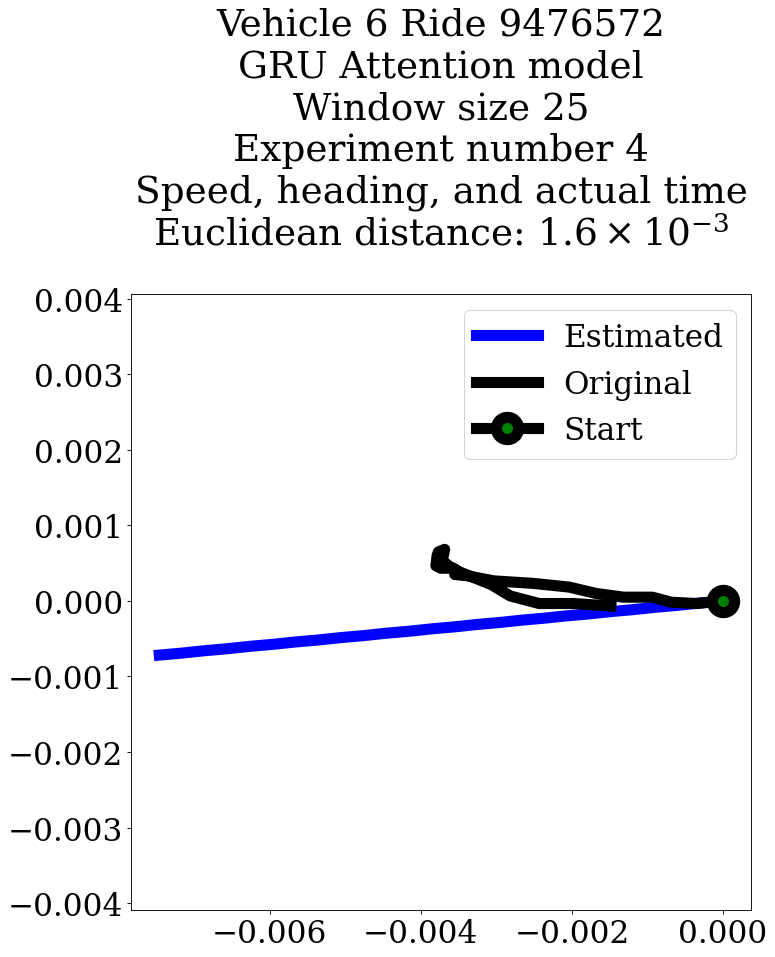 Vehicle 6 Ride 9476572
GRU Attention model
Window size 25
Experiment number 4
Speed, heading, and actual time
Euclidean distance: 1.6 × 10⁻³
0.004
0.003
0.002
0.001
0.000
−0.001
−0.002
−0.003
−0.004
Estimated
Original
Start
−0.006 −0.004 −0.002 0.000